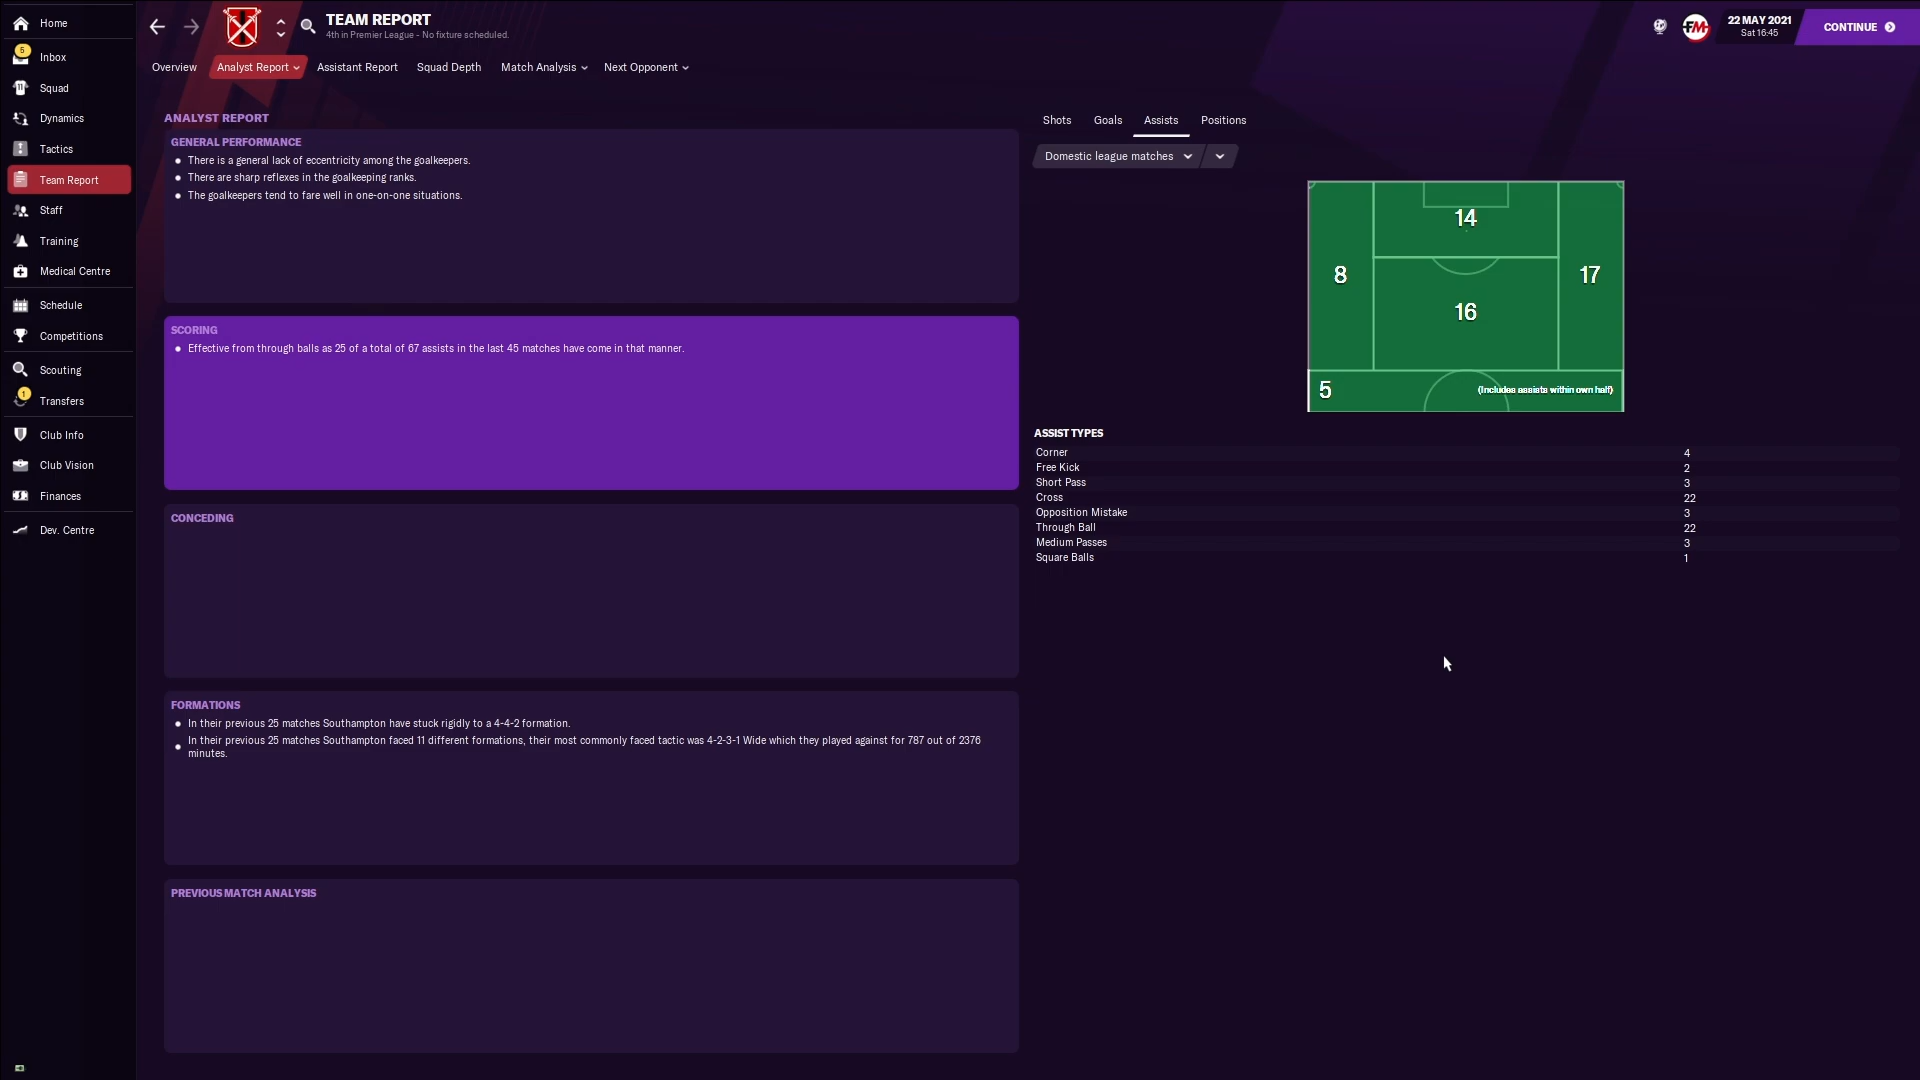 Home
5
Inbox
Squad
Dynamics
Tactics
Team Report
Staff
Training
Medical Centre
Schedule
Competitions
Scouting
1
Transfers
Club Info
Club Vision
Finances
Dev. Centre
TEAM REPORT
4th in Premier League - No fixture scheduled.
FM
22 MAY 2021
Sat 16:45
CONTINUE
Overview
Analyst Report
Assistant Report
Squad Depth
Match Analysis
Next Opponent
ANALYST REPORT
GENERAL PERFORMANCE
There is a general lack of eccentricity among the goalkeepers.
There are sharp reflexes in the goalkeeping ranks.
The goalkeepers tend to fare well in one-on-one situations.
SCORING
Effective from through balls as 25 of a total of 67 assists in the last 45 matches have come in that manner.
CONCEDING
FORMATIONS
In their previous 25 matches Southampton have stuck rigidly to a 4-4-2 formation.
In their previous 25 matches Southampton faced 11 different formations, their most commonly faced tactic was 4-2-3-1 Wide which they played against for 787 out of 2376
minutes.
PREVIOUS MATCH ANALYSIS
Shots
Goals
Assists
Positions
Domestic league matches
14
8
17
16
5
(Includes assists within own half)
ASSIST TYPES
Corner 4
Free Kick 2
Short Pass 3
Cross 22
Opposition Mistake 3
Through Ball 22
Medium Passes 3
Square Balls 1